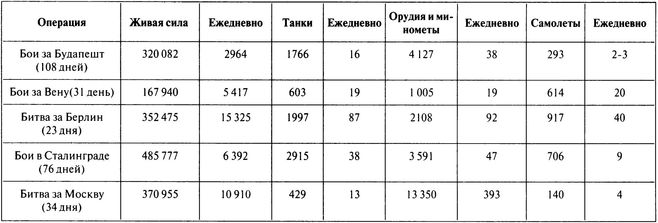 Операция Живая сила Ежедневно Танки Ежедневно Орудия и ми-
нометы Ежедневно Самолеты Ежедневно
Бои за Будапешт
(108 дней) 320 082 2964 1766 16 4 127 38 293 2-3
Бои за Вену(31 день) 167 940 5 417 603 19 1 005 19 614 20
Битва за Берлин
(23 дня) 352 475 15 325 1997 87 2108 92 917 40
Бои в Сталинграде
(76 дней) 485 777 6 392 2915 38 3 591 47 706 9
Битва за Москву
(34 дня) 370 955 10 910 429 13 13 350 393 140 4